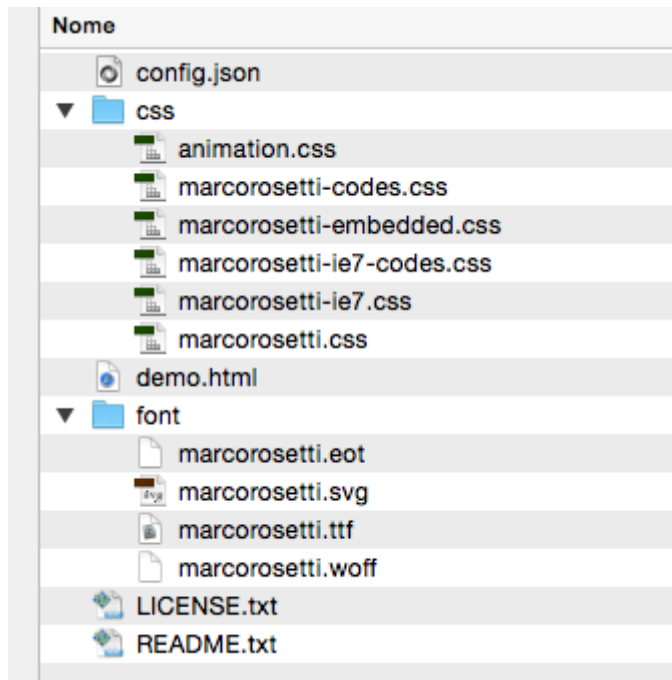 Nome
config.json
css
animation.css
marcorosetti-codes.css
marcorosetti-embedded.css
marcorosetti-ie7-codes.css
marcorosetti-ie7.css
marcorosetti.css
demo.html
font
marcorosetti.eot
marcorosetti.svg
marcorosetti.ttf
marcorosetti.woff
LICENSE.txt
README.txt